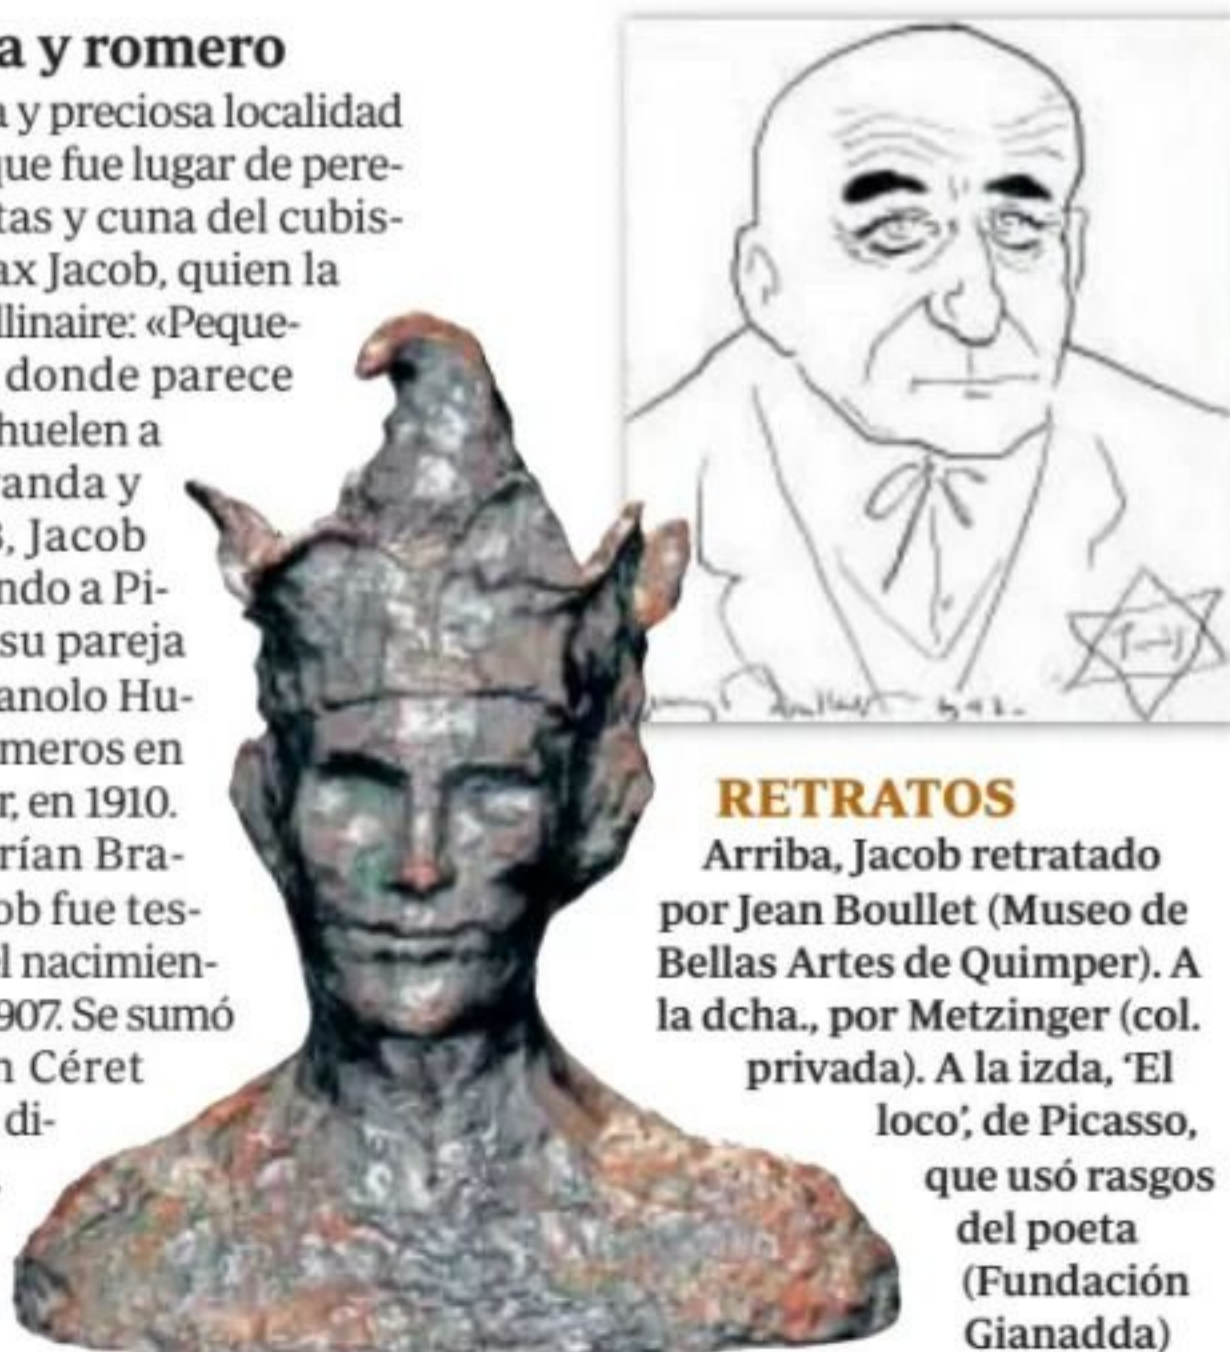 a y romero
a y preciosa localidad
que fue lugar de pere-
tas y cuna del cubis-
ax Jacob, quien la
llinaire: «Peque-
donde parece
huelen a
anda y
, Jacob
ndo a Pi-
su pareja
anolo Hu-
meros en
r, en 1910.
rían Bra-
ob fue tes-
l nacimien-
907. Se sumó
n Céret
di-
RETRATOS
Arriba, Jacob retratado
por Jean Boullet (Museo de
Bellas Artes de Quimper). A
la dcha., por Metzinger (col.
privada). A la izda, ‘El
loco’, de Picasso,
que usó rasgos
del poeta
(Fundación
Gianadda)